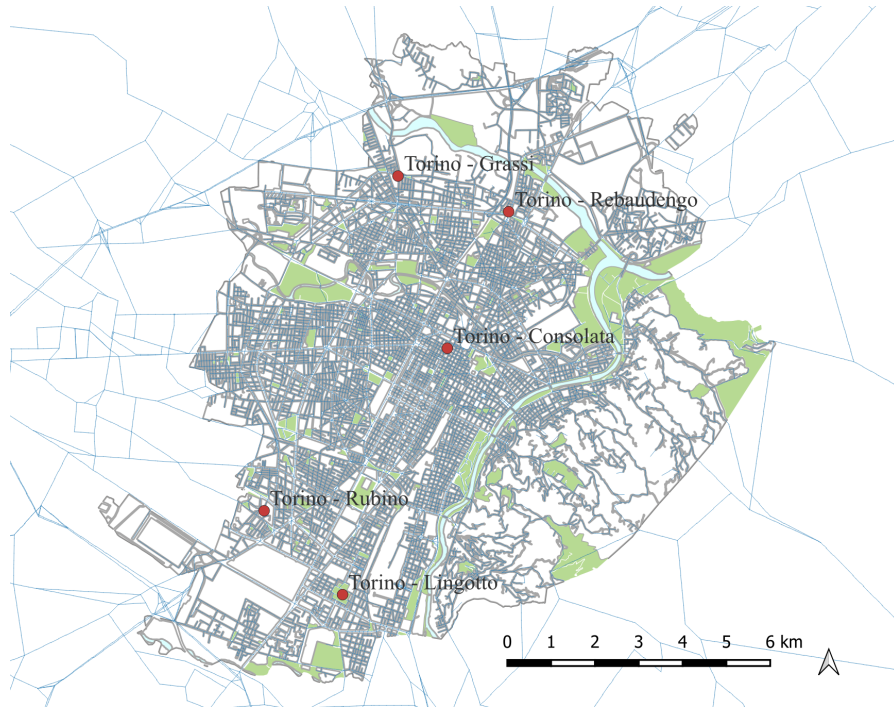 Torino - Grassi
Torino - Rebaudengo
Torino - Consolata
Torino - Rubino
Torino - Lingotto
0 1 2 3 4 5 6 km